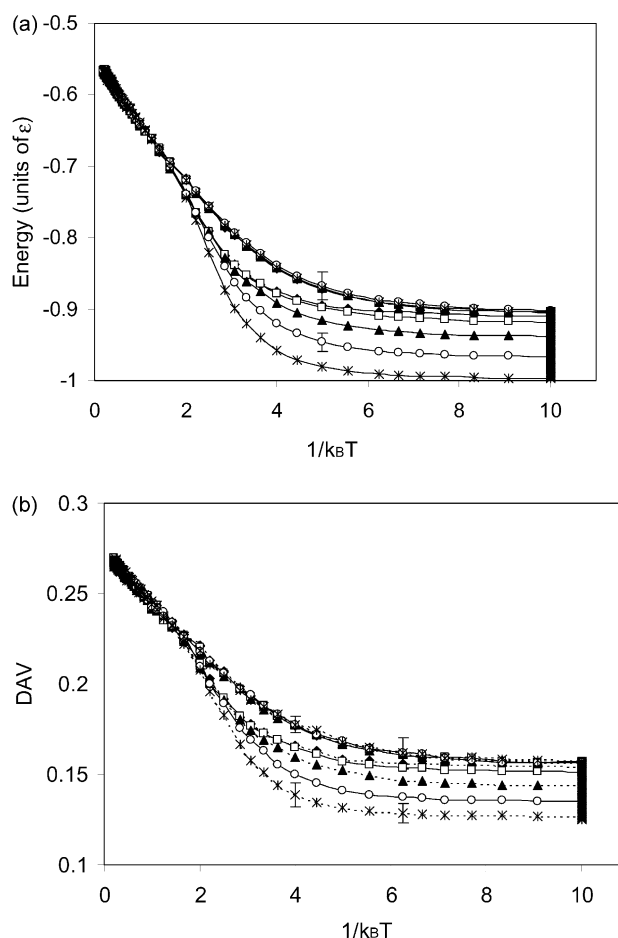 (a)
-0.5
-0.6
-0.7
-0.8
-0.9
-1
Energy (units of ε)
0 2 4 6 8 10
1/kBT
(b)
0.3
0.25
0.2
0.15
0.1
DAV
0 2 4 6 8 10
1/kBT